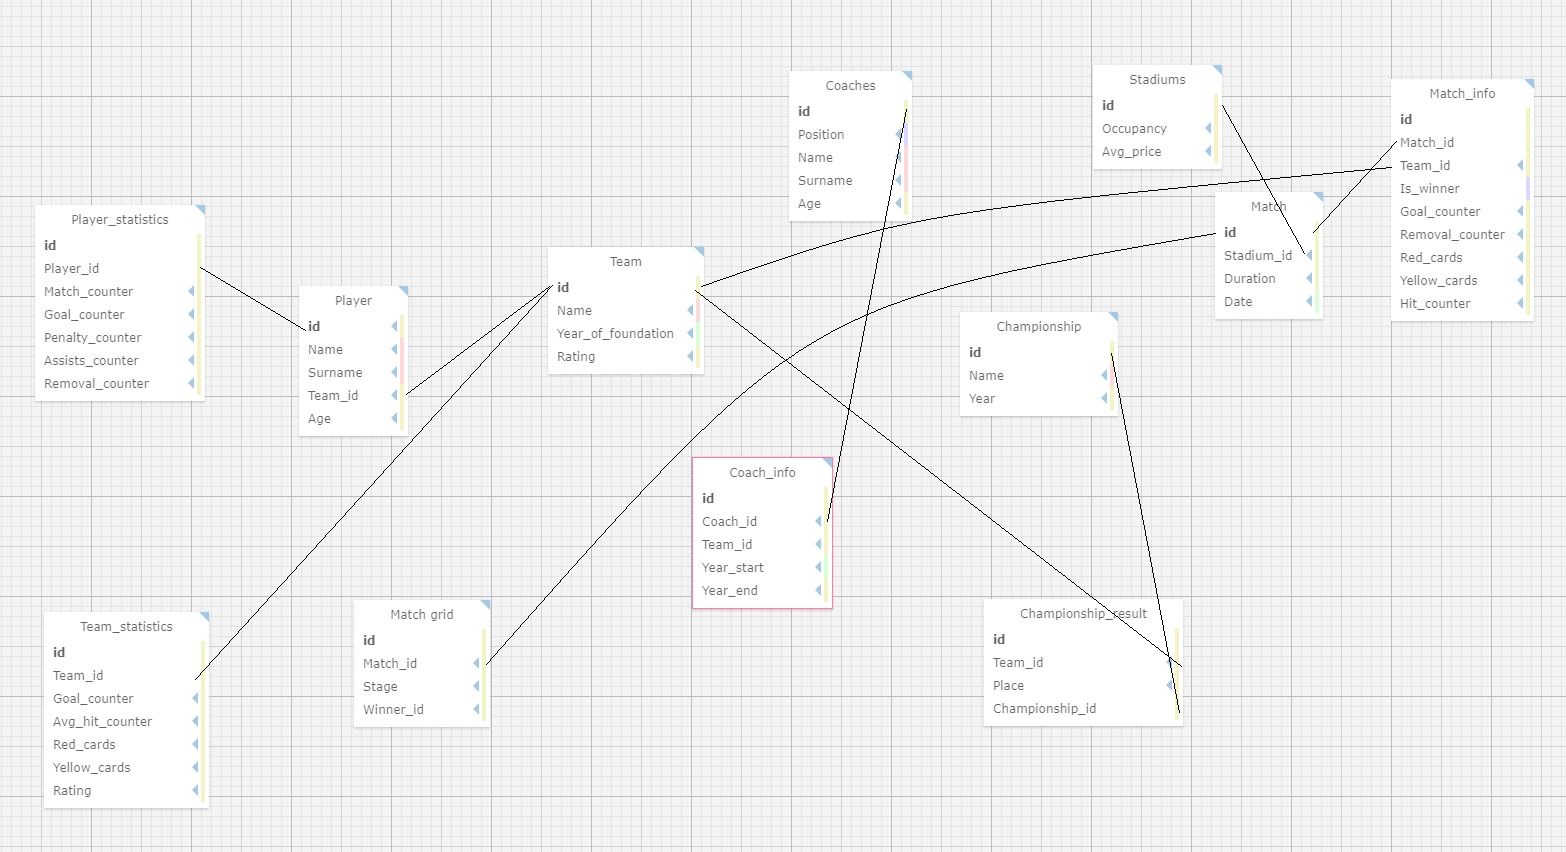 Coaches
id
Position
Name
Surname
Age
Stadiums
id
Occupancy
Avg_price
Match_info
id
Match_id
Team_id
Is_winner
Goal_counter
Removal_counter
Red_cards
Yellow_cards
Hit_counter
Match
id
Stadium_id
Duration
Date
Player_statistics
id
Player_id
Match_counter
Goal_counter
Penalty_counter
Assists_counter
Removal_counter
Player
id
Name
Surname
Team_id
Age
Team
id
Name
Year_of_foundation
Rating
Championship
id
Name
Year
Coach_info
id
Coach_id
Team_id
Year_start
Year_end
Team_statistics
id
Team_id
Goal_counter
Avg_hit_counter
Red_cards
Yellow_cards
Rating
Match grid
id
Match_id
Stage
Winner_id
Championship_result
id
Team_id
Place
Championship_id